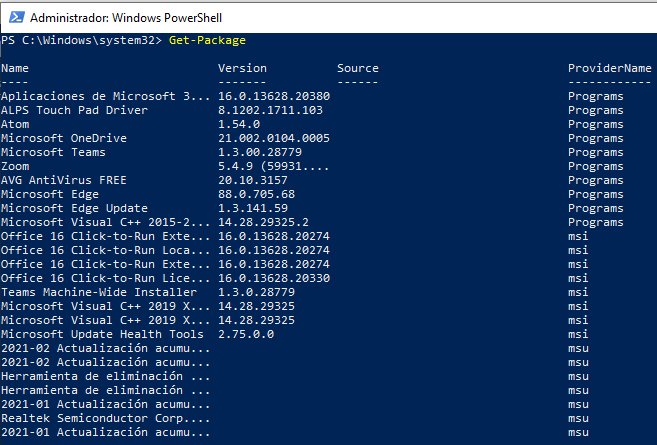 Administrador: Windows PowerShell
PS C:\Windows\system32> Get-Package
Name Version Source ProviderName
---- ------- ------ ------------
Aplicaciones de Microsoft 3... 16.0.13628.20380 Programs
ALPS Touch Pad Driver 8.1202.1711.103 Programs
Atom 1.54.0 Programs
Microsoft OneDrive 21.002.0104.0005 Programs
Microsoft Teams 1.3.00.28779 Programs
Zoom 5.4.9 (59931.... Programs
AVG AntiVirus FREE 20.10.3157 Programs
Microsoft Edge 88.0.705.68 Programs
Microsoft Edge Update 1.3.141.59 Programs
Microsoft Visual C++ 2015-2... 14.28.29325.2 Programs
Office 16 Click-to-Run Exte... 16.0.13628.20274 msi
Office 16 Click-to-Run Loca... 16.0.13628.20274 msi
Office 16 Click-to-Run Exte... 16.0.13628.20274 msi
Office 16 Click-to-Run Lice... 16.0.13628.20330 msi
Teams Machine-Wide Installer 1.3.0.28779 msi
Microsoft Visual C++ 2019 X... 14.28.29325 msi
Microsoft Visual C++ 2019 X... 14.28.29325 msi
Microsoft Update Health Tools 2.75.0.0 msi
2021-02 Actualización acumu... msu
2021-02 Actualización acumu... msu
Herramienta de eliminación ... msu
Herramienta de eliminación ... msu
2021-01 Actualización acumu... msu
Realtek Semiconductor Corp.... msu
2021-01 Actualización acumu... msu